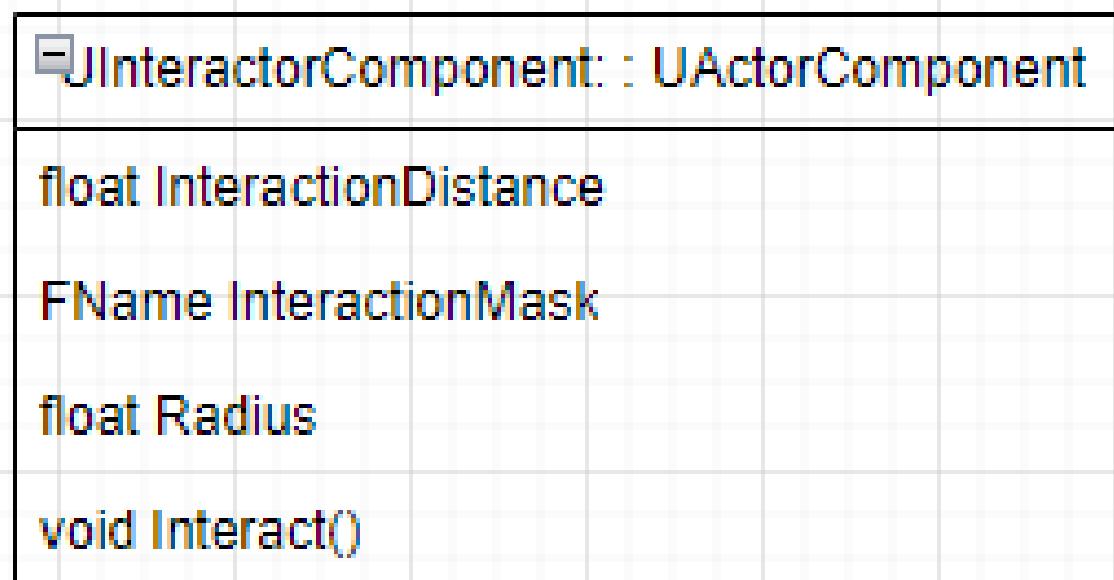 UInteractorComponent: : UActorComponent
float InteractionDistance
FName InteractionMask
float Radius
void Interact()